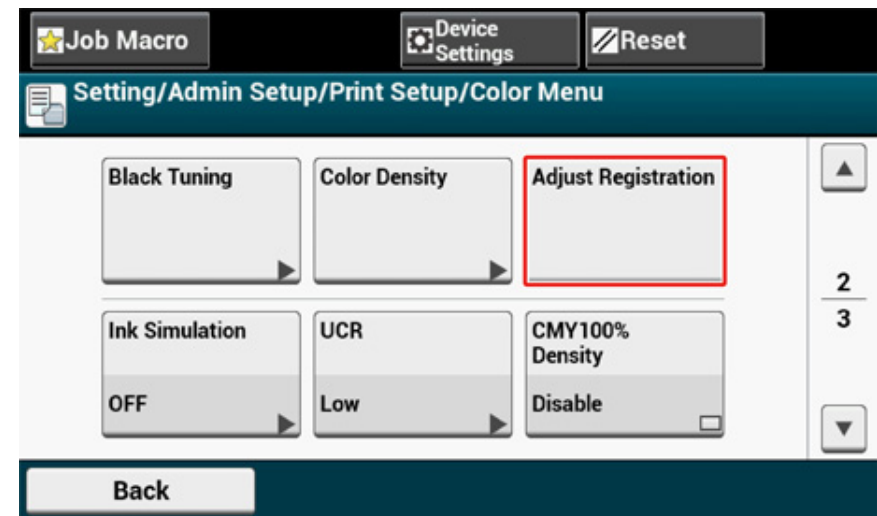 Job Macro
Device
Settings
Reset
Setting/Admin Setup/Print Setup/Color Menu
Black Tuning
Color Density
Adjust Registration
2
3
Ink Simulation
UCR
CMY100%
Density
OFF
Low
Disable
Back